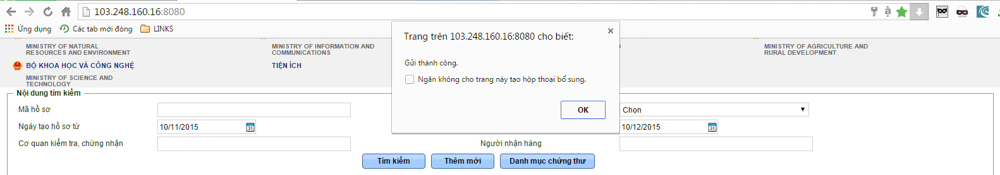 103.248.160.16:8080
Ứng dụng Các tab mới đóng LINKS
Trang trên 103.248.160.16:8080 cho biết:
Gửi thành công.
Ngăn không cho trang này tạo hộp thoại bổ sung.
OK
MINISTRY OF NATURAL
RESOURCES AND ENVIRONMENT
MINISTRY OF INFORMATION AND
COMMUNICATIONS
MINISTRY OF AGRICULTURE AND
RURAL DEVELOPMENT
BỘ KHOA HỌC VÀ CÔNG NGHỆ
TIỆN ÍCH
MINISTRY OF SCIENCE AND
TECHNOLOGY
Nội dung tìm kiếm
Mã hồ sơ
Chọn
Ngày tạo hồ sơ từ
10/11/2015
10/12/2015
Cơ quan kiểm tra, chứng nhận
Người nhận hàng
Tìm kiếm Thêm mới Danh mục chứng thư